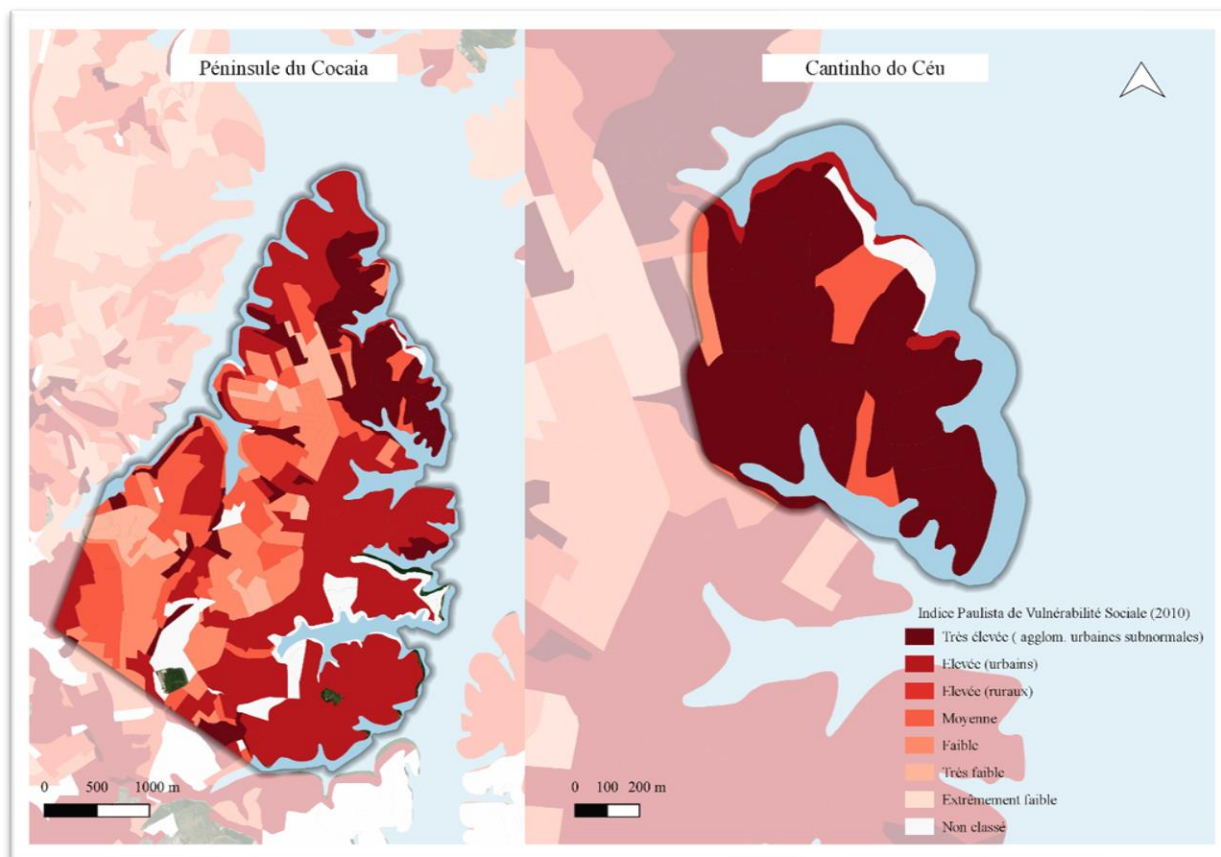 Péninsule du Cocaia
Cantinho do Céu
Indice Paulista de Vulnérabilité Sociale (2010)
Très élevée ( agglom. urbaines subnormales)
Elevée (urbains)
Elevée (ruraux)
Moyenne
Faible
Très faible
Extrêmement faible
Non classé
0 500 1000 m
0 100 200 m